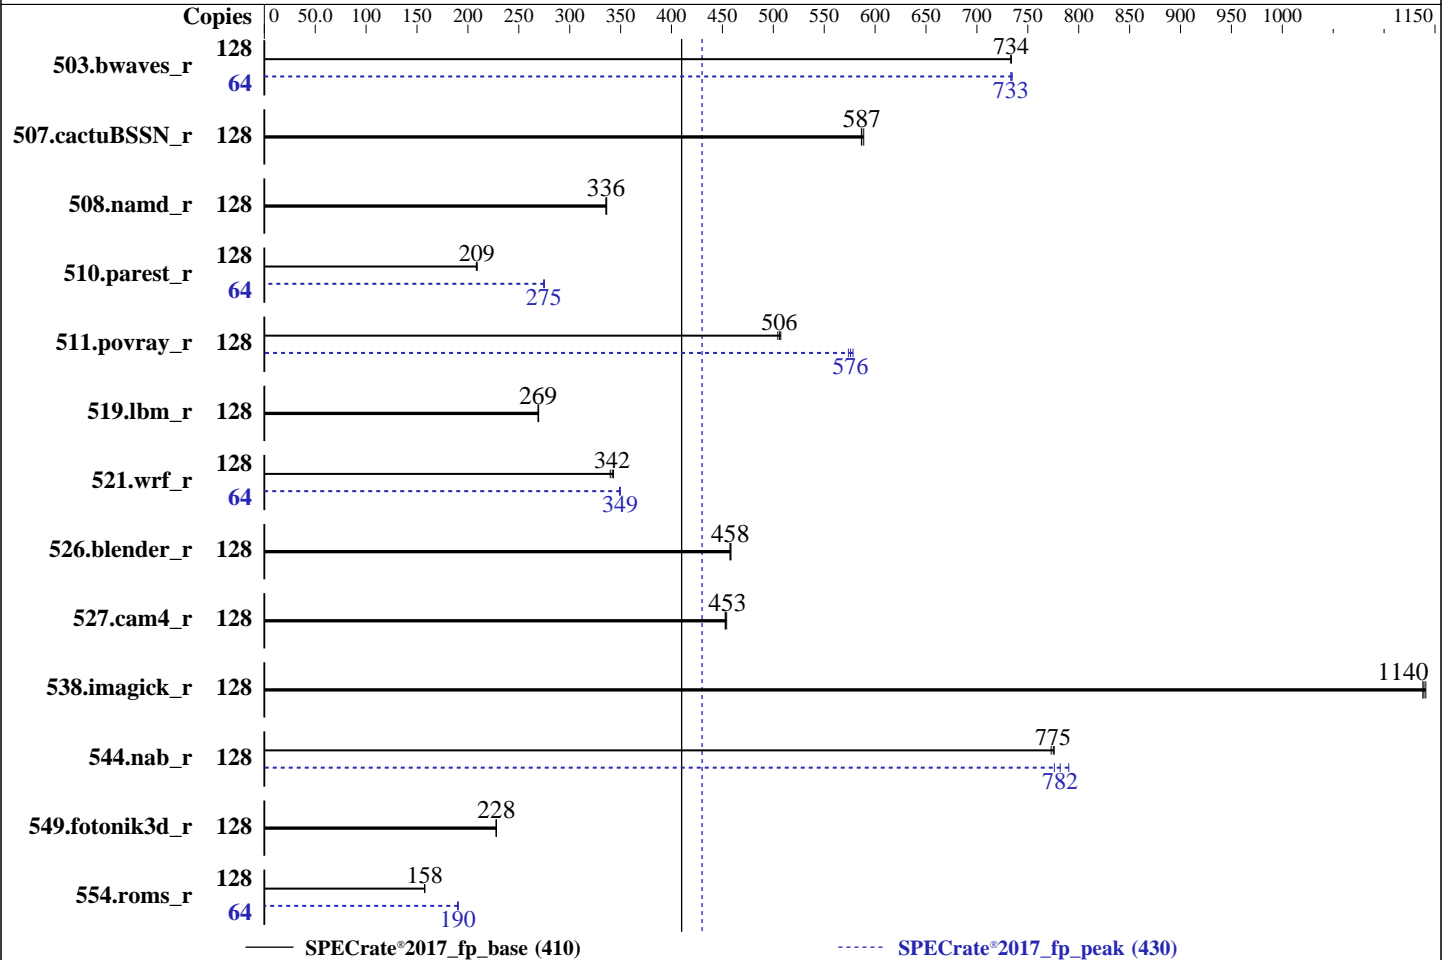 Copies 0 50.0 100 150 200 250 300 350 400 450 500 550 600 650 700 750 800 850 900 950 1000 1150
503.bwaves_r 128 734
64 733
507.cactuBSSN_r 128 587
508.namd_r 128 336
510.parest_r 128 209
64 275
511.povray_r 128 506
576
519.lbm_r 128 269
521.wrf_r 128 342
64 349
526.blender_r 128 458
527.cam4_r 128 453
538.imagick_r 128 1140
544.nab_r 128 775
782
549.fotonik3d_r 128 228
554.roms_r 128 158
64 190
SPECrate®2017_fp_base (410) SPECrate®2017_fp_peak (430)